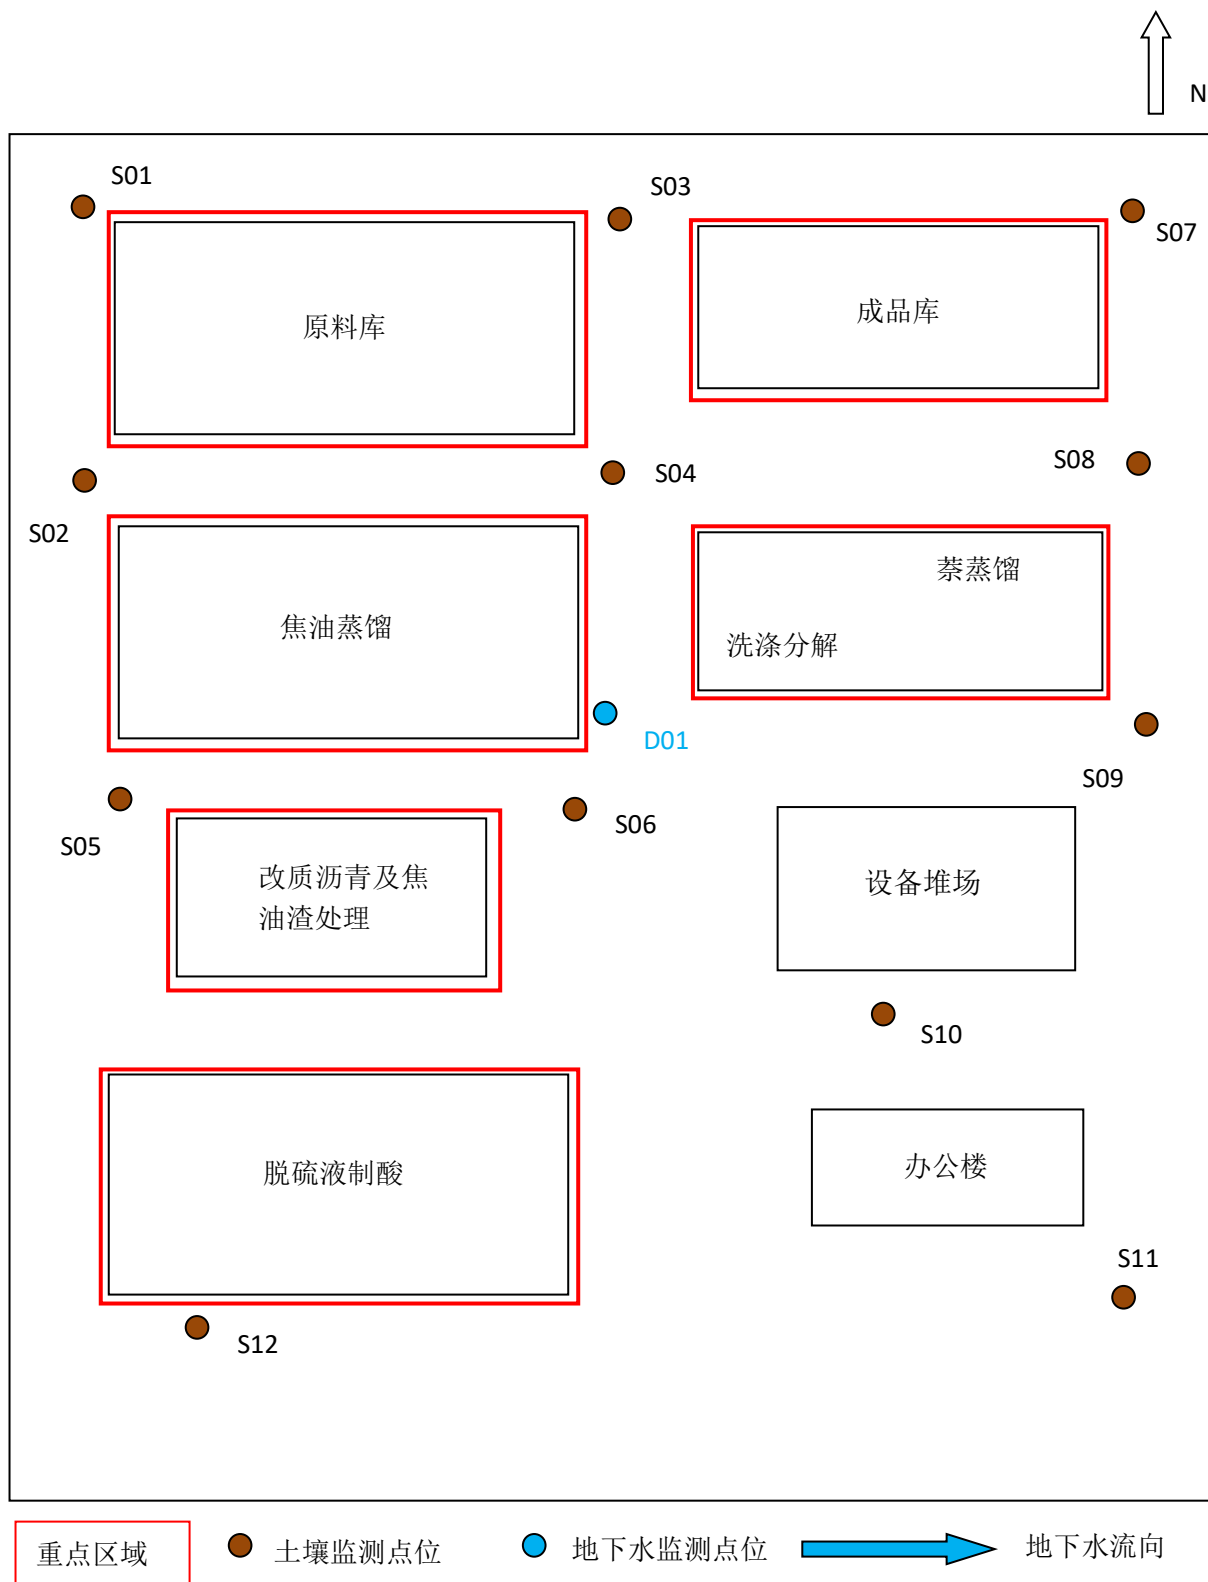 N
S01
S03
S07
原料库
成品库
S02
S04
S08
焦油蒸馏
萘蒸馏
洗涤分解
D01
S09
S05
S06
改质沥青及焦
油渣处理
设备堆场
S10
脱硫液制酸
办公楼
S11
S12
重点区域
土壤监测点位
地下水监测点位
地下水流向